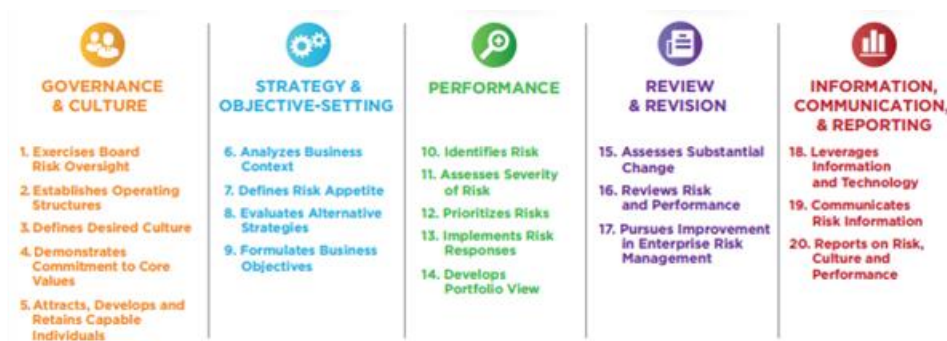 GOVERNANCE
& CULTURE
1. Exercises Board
Risk Oversight
2. Establishes Operating
Structures
3. Defines Desired Culture
4. Demonstrates
Commitment to Core
Values
5. Attracts, Develops and
Retains Capable
Individuals
STRATEGY &
OBJECTIVE-SETTING
6. Analyzes Business
Context
7. Defines Risk Appetite
8. Evaluates Alternative
Strategies
9. Formulates Business
Objectives
PERFORMANCE
10. Identifies Risk
11. Assesses Severity
of Risk
12. Prioritizes Risks
13. Implements Risk
Responses
14. Develops
Portfolio View
REVIEW
& REVISION
15. Assesses Substantial
Change
16. Reviews Risk
and Performance
17. Pursues Improvement
in Enterprise Risk
Management
INFORMATION,
COMMUNICATION,
& REPORTING
18. Leverages
Information
and Technology
19. Communicates
Risk Information
20. Reports on Risk,
Culture and
Performance